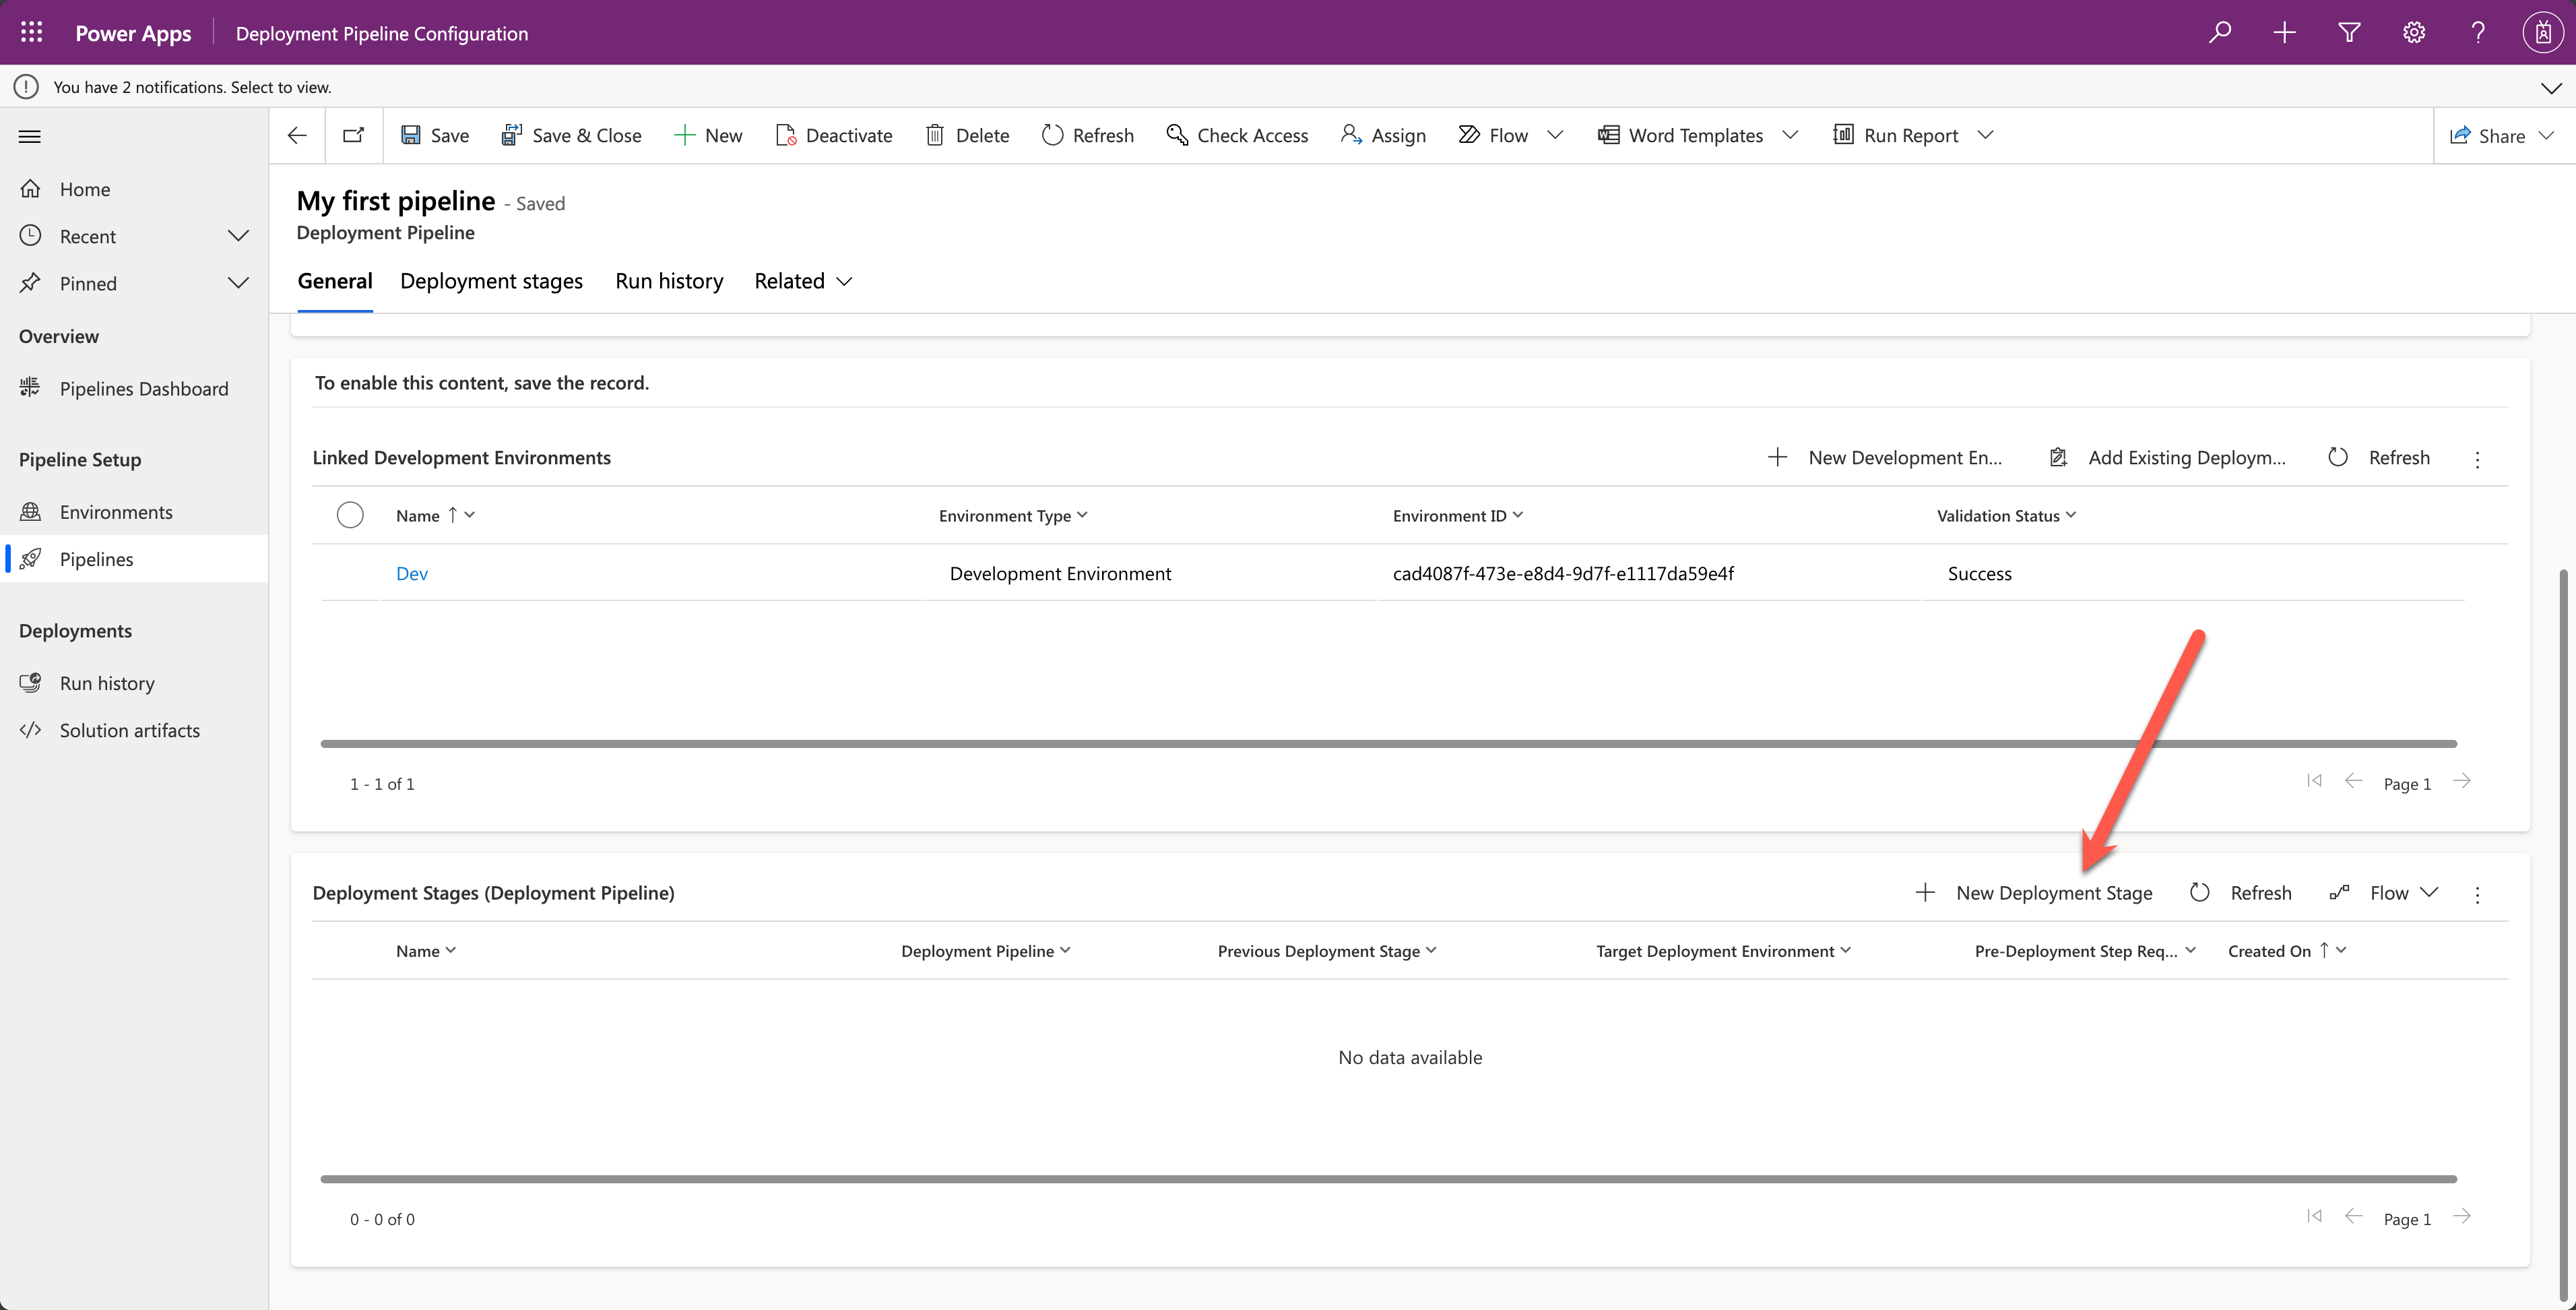 Power Apps
Deployment Pipeline Configuration
You have 2 notifications. Select to view.
Save
Save & Close
New
Deactivate
Delete
Refresh
Check Access
Assign
Flow
Word Templates
Run Report
Share
Home
Recent
Pinned
Overview
Pipelines Dashboard
Pipeline Setup
Environments
Pipelines
Deployments
Run history
Solution artifacts
My first pipeline - Saved
Deployment Pipeline
General
Deployment stages
Run history
Related
To enable this content, save the record.
Linked Development Environments
New Development En...
Add Existing Deploym...
Refresh
Name
Environment Type
Environment ID
Validation Status
Dev
Development Environment
cad4087f-473e-e8d4-9d7f-e1117da59e4f
Success
1 - 1 of 1
Page 1
Deployment Stages (Deployment Pipeline)
New Deployment Stage
Refresh
Flow
Name
Deployment Pipeline
Previous Deployment Stage
Target Deployment Environment
Pre-Deployment Step Req...
Created On
No data available
0 - 0 of 0
Page 1